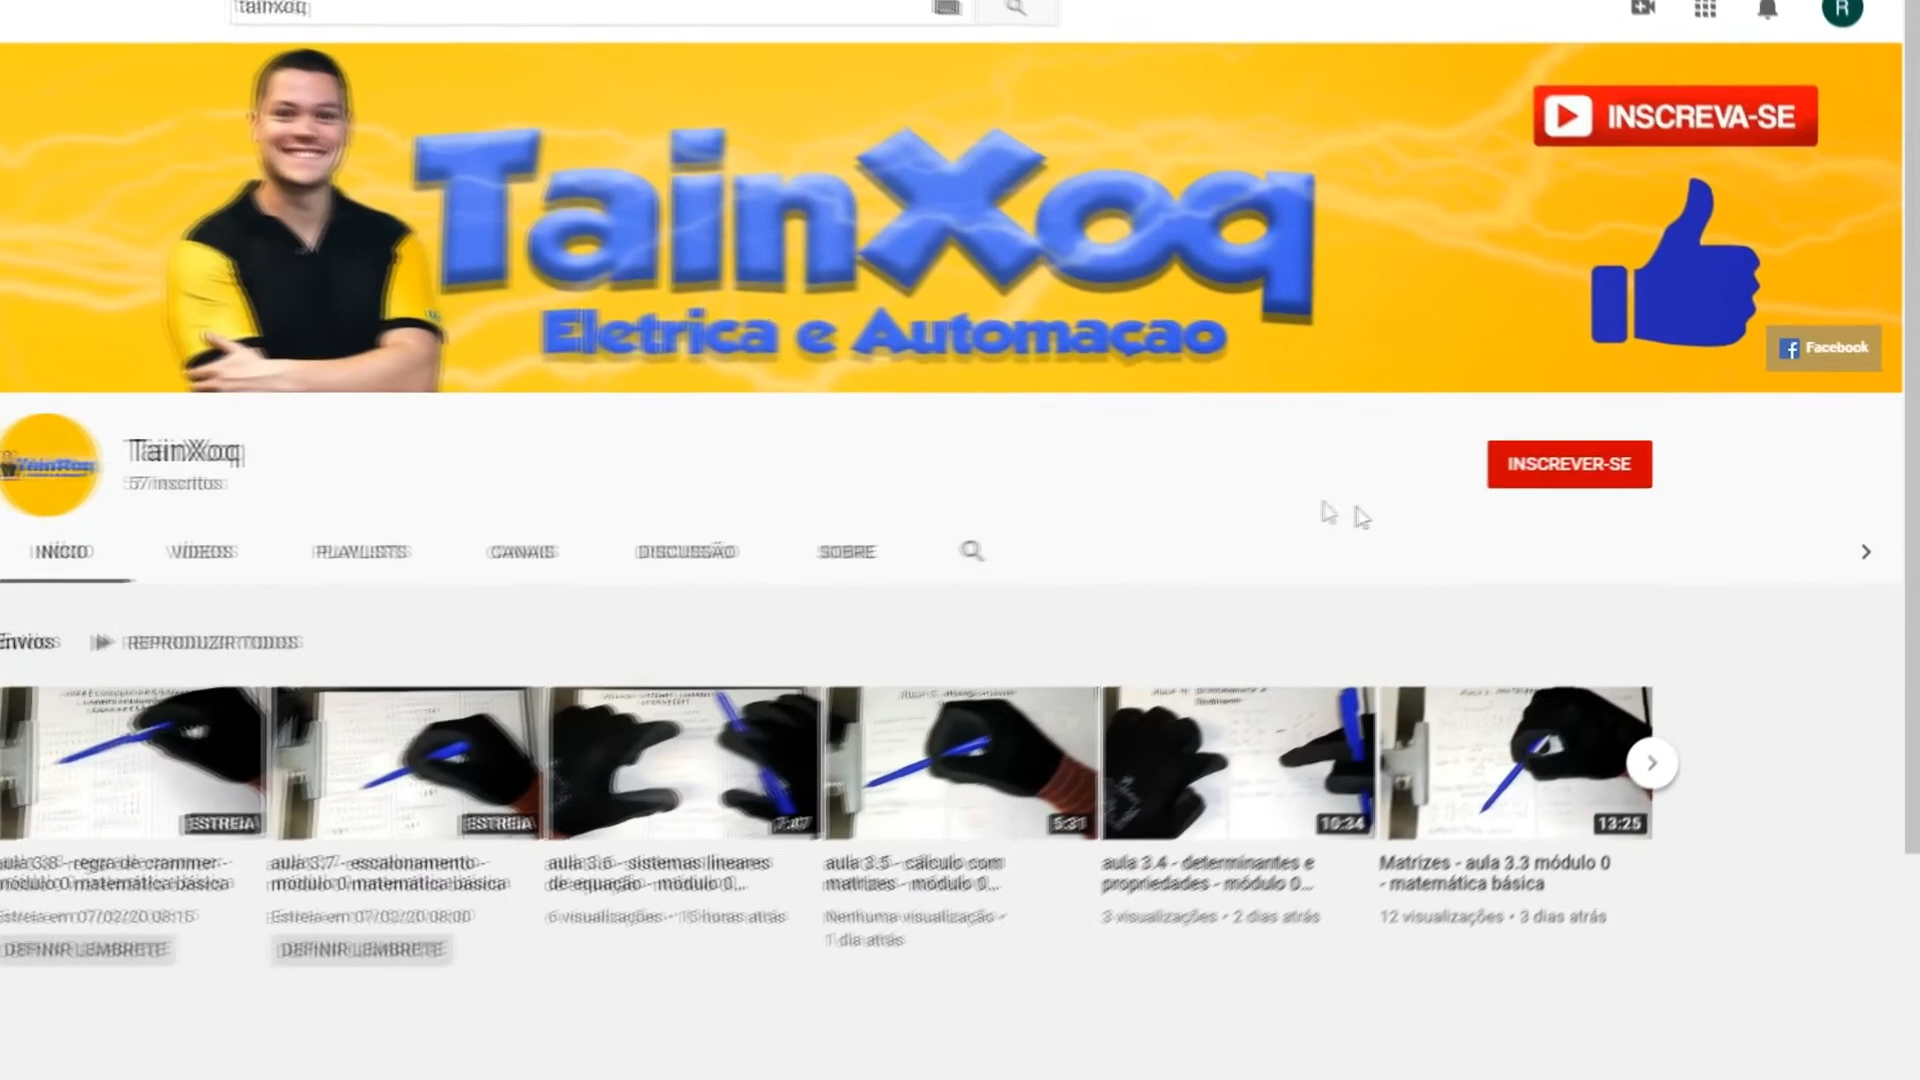 tainxoq
R
INSCREVA-SE
TainXoq
Eletrica e Automaçao
Facebook
TainXoq
TainXoq
57 inscritos
INSCREVER-SE
INÍCIO VÍDEOS PLAYLISTS CANAIS DISCUSSÃO SOBRE
Envios REPRODUZIR TODOS
ESTREIA ESTREIA 7:47 5:31 10:34 13:25
aula 3.8 - regra de crammer -
módulo 0 matemática básica
Estreia em 07/02/20 08:15
DEFINIR LEMBRETE
aula 3.7 - escalonamento -
módulo 0 matemática básica
Estreia em 07/02/20 08:00
DEFINIR LEMBRETE
aula 3.6 - sistemas lineares
de equação - módulo 0...
6 visualizações • 15 horas atrás
aula 3.5 - cálculo com
matrizes - módulo 0...
Nenhuma visualização •
1 dia atrás
aula 3.4 - determinantes e
propriedades - módulo 0...
3 visualizações • 2 dias atrás
Matrizes - aula 3.3 módulo 0
- matemática básica
12 visualizações • 3 dias atrás